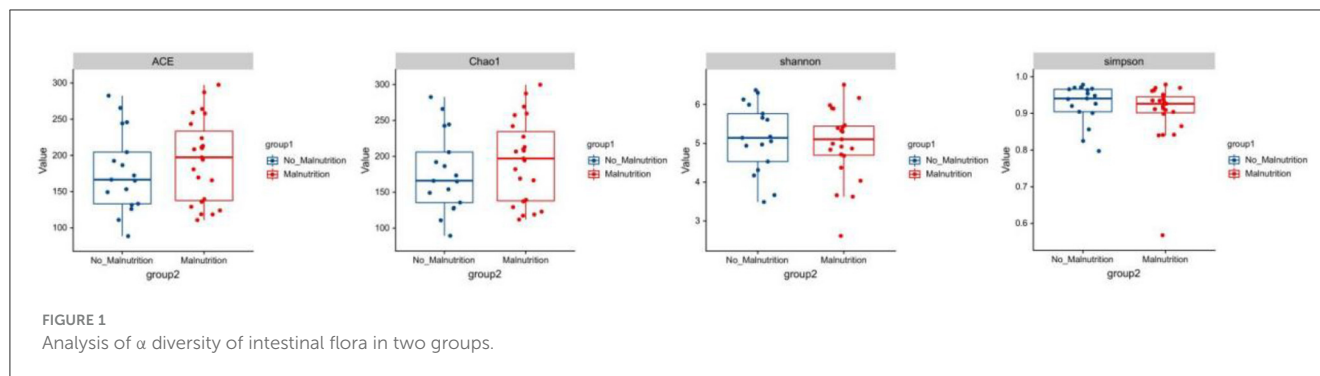 ACE
300
250
200
150
100
Value
No_Malnutrition
Malnutrition
group2
group1
No_Malnutrition
Malnutrition
Chao1
300
250
200
150
100
Value
No_Malnutrition
Malnutrition
group2
group1
No_Malnutrition
Malnutrition
shannon
6
5
4
3
Value
No_Malnutrition
Malnutrition
group2
group1
No_Malnutrition
Malnutrition
simpson
1.0
0.9
0.8
0.7
0.6
Value
No_Malnutrition
Malnutrition
group2
group1
No_Malnutrition
Malnutrition
FIGURE 1
Analysis of α diversity of intestinal flora in two groups.